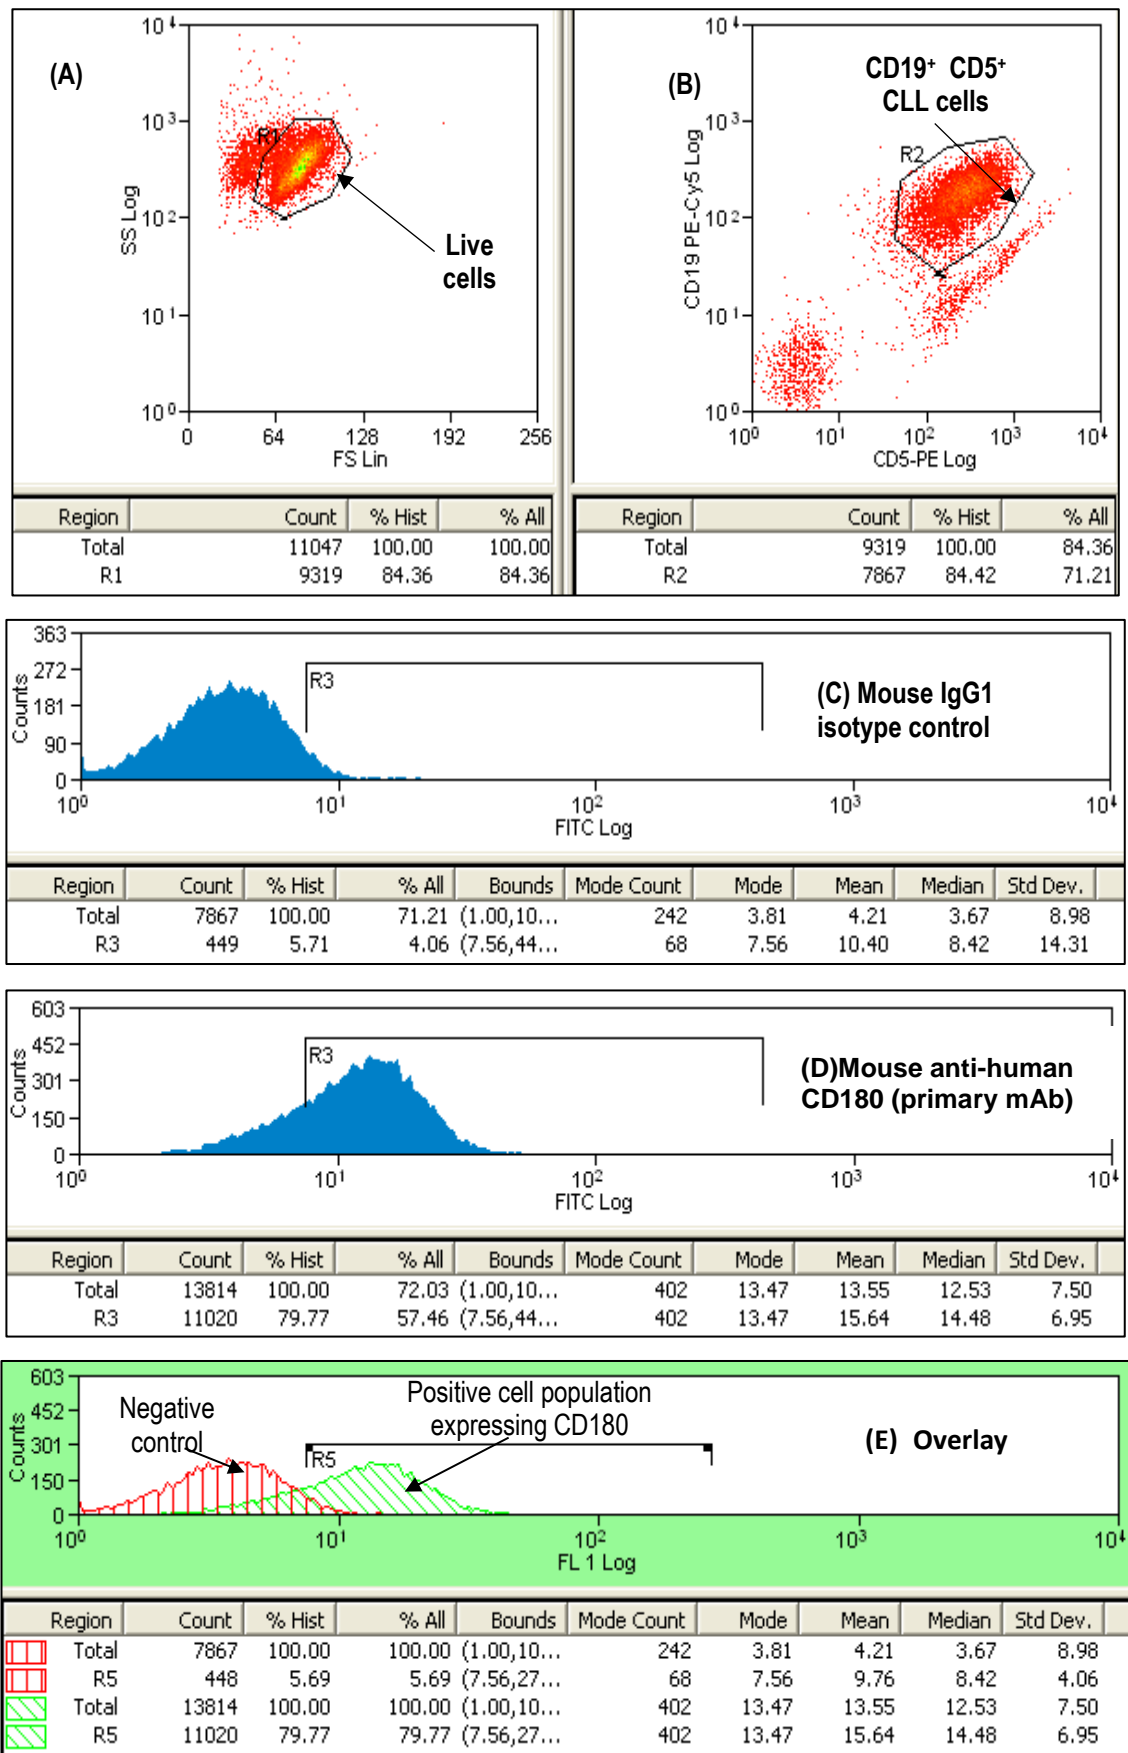 (A)
10⁴
10³
10²
10¹
10⁰
SS Log
R1
Live
cells
0 64 128 192 256
FS Lin
Region Count % Hist % All
Total 11047 100.00 100.00
R1 9319 84.36 84.36
(B)
CD19⁺ CD5⁺
CLL cells
10⁴
10³
10²
10¹
10⁰
CD19 PE-Cy5 Log
R2
10⁰ 10¹ 10² 10³ 10⁴
CD5-PE Log
Region Count % Hist % All
Total 9319 100.00 84.36
R2 7867 84.42 71.21
363
272
181
90
0
Counts
R3
(C) Mouse IgG1
isotype control
10⁰ 10¹ 10² 10³ 10⁴
FITC Log
Region Count % Hist % All Bounds Mode Count Mode Mean Median Std Dev.
Total 7867 100.00 71.21 (1.00,10... 242 3.81 4.21 3.67 8.98
R3 449 5.71 4.06 (7.56,44... 68 7.56 10.40 8.42 14.31
603
452
301
150
0
Counts
R3
(D)Mouse anti-human
CD180 (primary mAb)
10⁰ 10¹ 10² 10³ 10⁴
FITC Log
Region Count % Hist % All Bounds Mode Count Mode Mean Median Std Dev.
Total 13814 100.00 72.03 (1.00,10... 402 13.47 13.55 12.53 7.50
R3 11020 79.77 57.46 (7.56,44... 402 13.47 15.64 14.48 6.95
603
452
301
150
0
Counts
Negative
control
Positive cell population
expressing CD180
R5
(E) Overlay
10⁰ 10¹ 10² 10³ 10⁴
FL 1 Log
Region Count % Hist % All Bounds Mode Count Mode Mean Median Std Dev.
Total 7867 100.00 100.00 (1.00,10... 242 3.81 4.21 3.67 8.98
R5 448 5.69 5.69 (7.56,27... 68 7.56 9.76 8.42 4.06
Total 13814 100.00 100.00 (1.00,10... 402 13.47 13.55 12.53 7.50
R5 11020 79.77 79.77 (7.56,27... 402 13.47 15.64 14.48 6.95